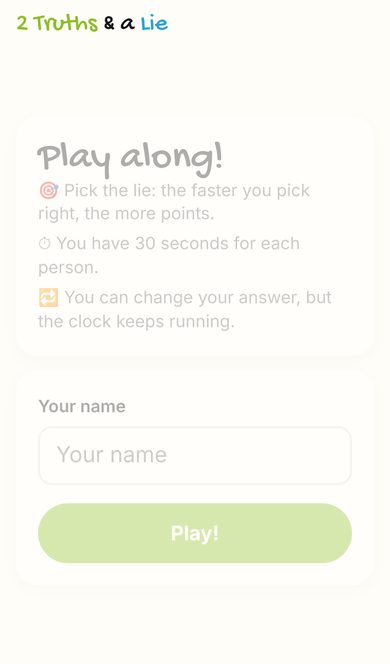 2 Truths & a Lie
Play along!
🎯 Pick the lie: the faster you pick
right, the more points.
⏱ You have 30 seconds for each
person.
🔁 You can change your answer, but
the clock keeps running.
Your name
Your name
Play!